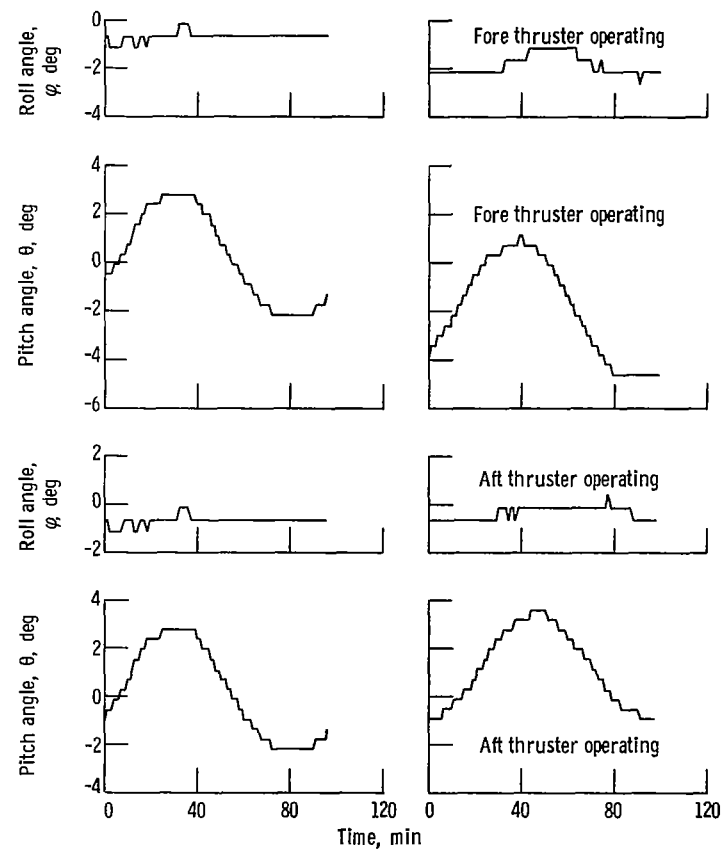 0
-2
-4
Roll angle,
φ, deg
Fore thruster operating
4
2
0
-2
-4
-6
Pitch angle, θ, deg
Fore thruster operating
2
0
-2
Roll angle,
φ, deg
Aft thruster operating
4
2
0
-2
-4
Pitch angle, θ, deg
Aft thruster operating
0 40 80 120 0 40 80 120
Time, min